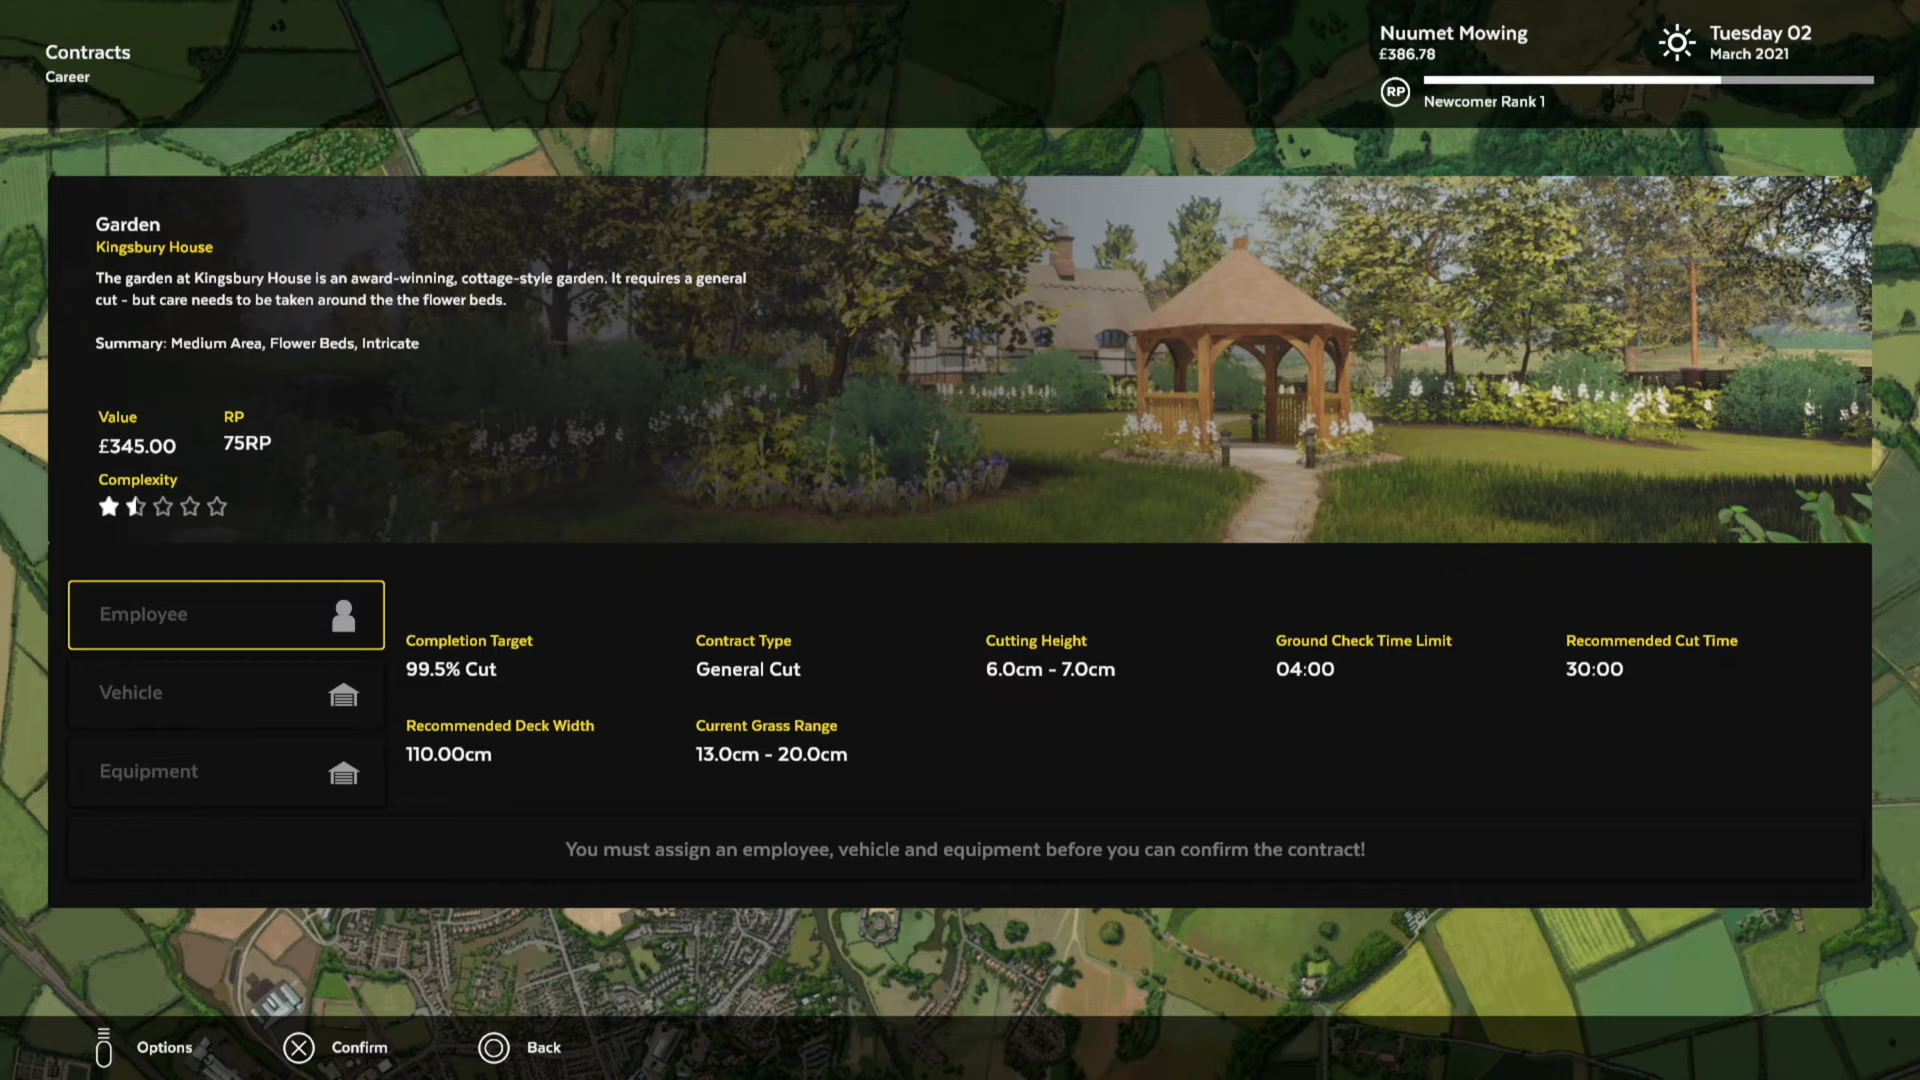 Contracts
Career
Nuumet Mowing
£386.78
RP
Newcomer Rank 1
Tuesday 02
March 2021
Garden
Kingsbury House
The garden at Kingsbury House is an award-winning, cottage-style garden. It requires a general
cut - but care needs to be taken around the the flower beds.
Summary: Medium Area, Flower Beds, Intricate
Value
£345.00
RP
75RP
Complexity
Employee
Vehicle
Equipment
Completion Target
99.5% Cut
Contract Type
General Cut
Cutting Height
6.0cm - 7.0cm
Ground Check Time Limit
04:00
Recommended Cut Time
30:00
Recommended Deck Width
110.00cm
Current Grass Range
13.0cm - 20.0cm
You must assign an employee, vehicle and equipment before you can confirm the contract!
Options
Confirm
Back